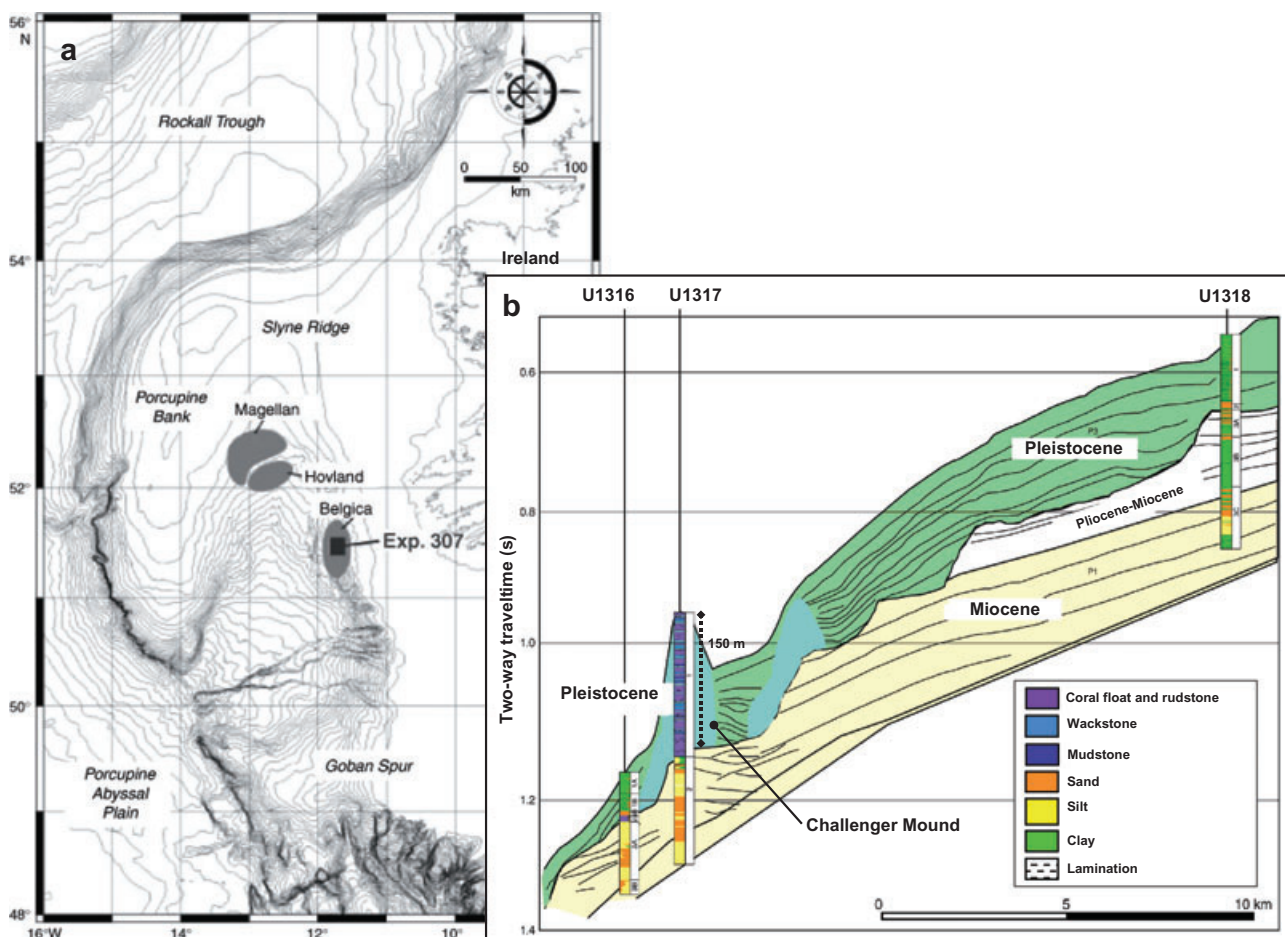 56°
N
a
Rockall Trough
0 50 100
km
54°
Ireland
Slyne Ridge
Porcupine
Bank
Magellan
Hovland
52°
Belgica
Exp. 307
50°
Goban Spur
Porcupine
Abyssal
Plain
48°
16°W 14° 12° 10°
b
U1316 U1317 U1318
Two-way traveltime (s)
0.6
0.8
1.0
1.2
1.4
P3
Pleistocene
Pliocene-Miocene
P1
Miocene
150 m
Pleistocene
Challenger Mound
Coral float and rudstone
Wackstone
Mudstone
Sand
Silt
Clay
Lamination
0 5 10 km